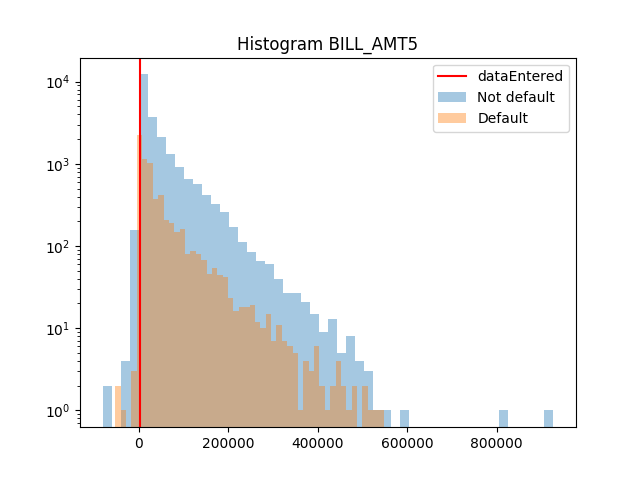 Histogram BILL_AMT5
dataEntered
Not default
Default
10⁴
10³
10²
10¹
10⁰
0 200000 400000 600000 800000